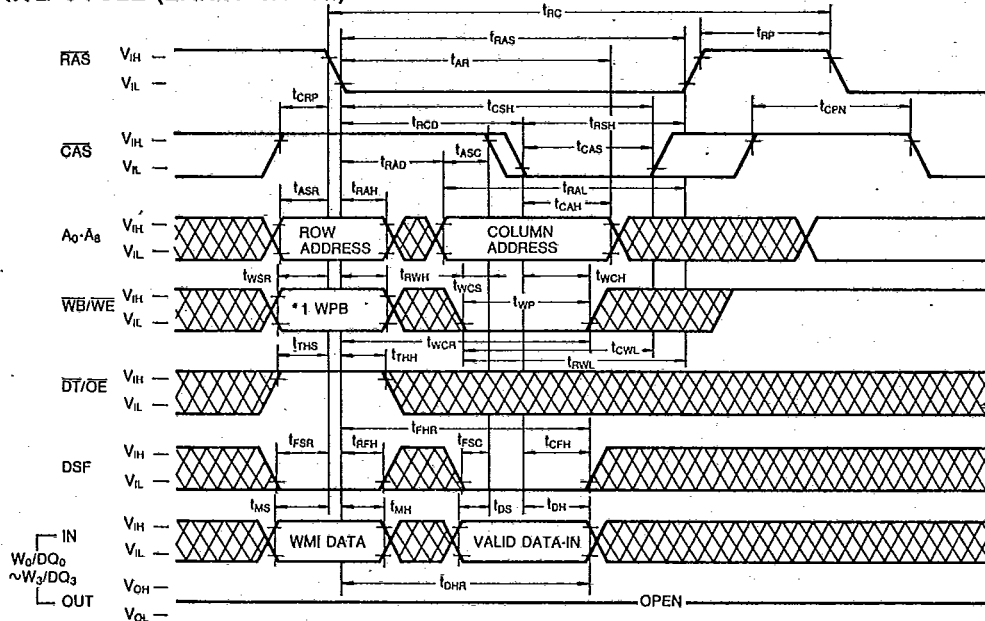 tRC
tRAS
tRP
RAS VIH
VIL
tAR
tCRP
tCSH
tCPN
tRCD
tRSH
CAS VIH
VIL
tRAD
tASC
tCAS
tRAL
tASR
tRAH
tCAH
A0-A8 VIH
VIL
ROW ADDRESS
COLUMN ADDRESS
tWSR
tRWH
tWCS
tWCH
tWP
WB/WE VIH
VIL
*1 WPB
tWCR
tCWL
tTHS
tTHH
tRWL
DT/OE VIH
VIL
tFHR
tFSR
tRFH
tFSC
tCFH
DSF VIH
VIL
tMS
tMH
tDS
tDH
IN VIH
VIL
WMI DATA
VALID DATA-IN
W0/DQ0
~W3/DQ3
tDHR
OUT VOH
VOL
OPEN